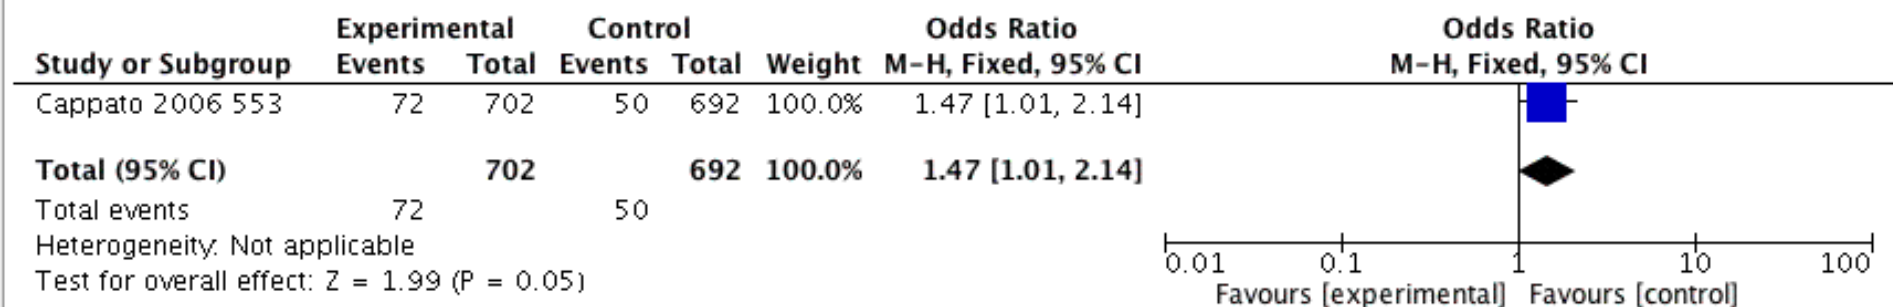 Experimental Control Odds Ratio Odds Ratio
Study or Subgroup Events Total Events Total Weight M-H, Fixed, 95% CI M-H, Fixed, 95% CI
Cappato 2006 553 72 702 50 692 100.0% 1.47 [1.01, 2.14]
Total (95% CI) 702 692 100.0% 1.47 [1.01, 2.14]
Total events 72 50
Heterogeneity: Not applicable
Test for overall effect: Z = 1.99 (P = 0.05)
0.01 0.1 1 10 100
Favours [experimental] Favours [control]